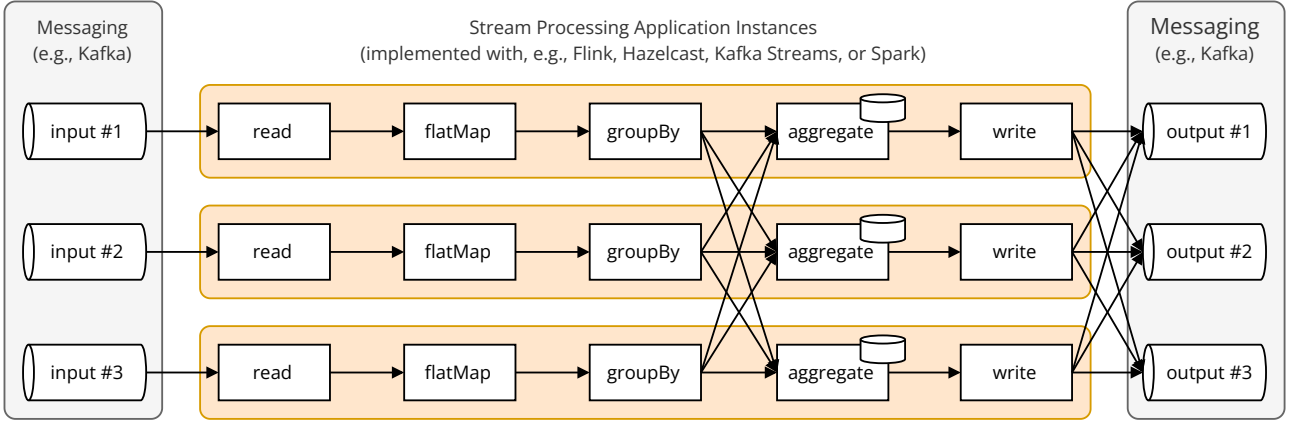 Messaging
(e.g., Kafka)
Stream Processing Application Instances
(implemented with, e.g., Flink, Hazelcast, Kafka Streams, or Spark)
Messaging
(e.g., Kafka)
input #1
read
flatMap
groupBy
aggregate
write
output #1
input #2
read
flatMap
groupBy
aggregate
write
output #2
input #3
read
flatMap
groupBy
aggregate
write
output #3